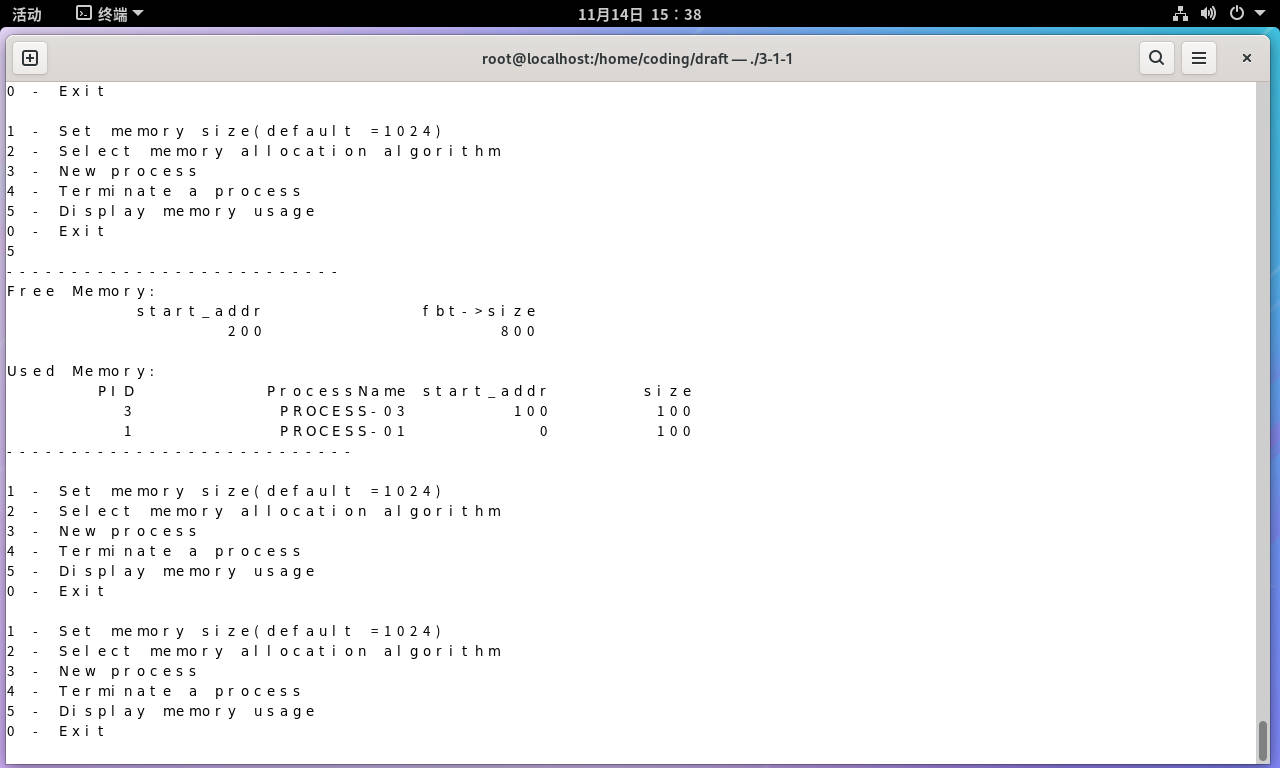 活动 终端 11月14日 15：38
root@localhost:/home/coding/draft — ./3-1-1
0 - Exit
1 - Set memory size(default =1024)
2 - Select memory allocation algorithm
3 - New process
4 - Terminate a process
5 - Display memory usage
0 - Exit
5
--------------------------
Free Memory:
start_addr fbt->size
200 800
Used Memory:
PID ProcessName start_addr size
3 PROCESS-03 100 100
1 PROCESS-01 0 100
---------------------------
1 - Set memory size(default =1024)
2 - Select memory allocation algorithm
3 - New process
4 - Terminate a process
5 - Display memory usage
0 - Exit
1 - Set memory size(default =1024)
2 - Select memory allocation algorithm
3 - New process
4 - Terminate a process
5 - Display memory usage
0 - Exit